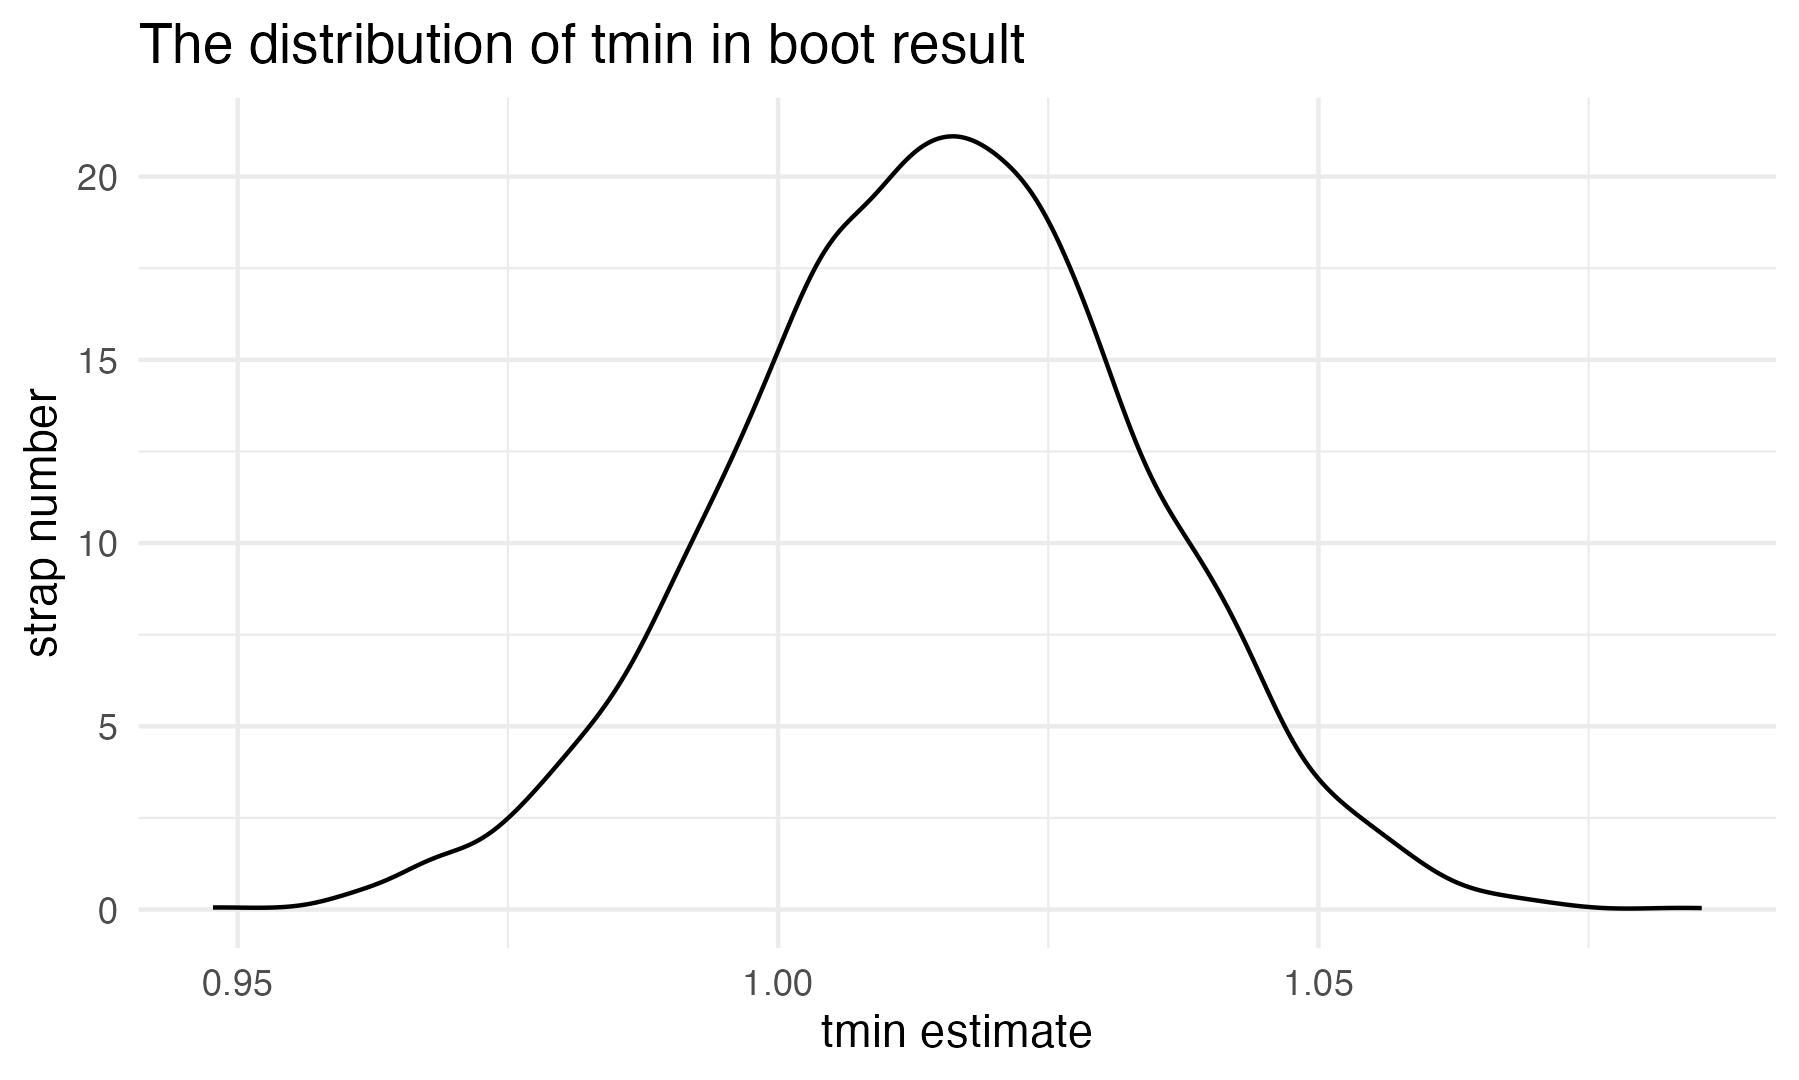 The distribution of tmin in boot result
20
15
10
5
0
strap number
0.95
1.00
1.05
tmin estimate